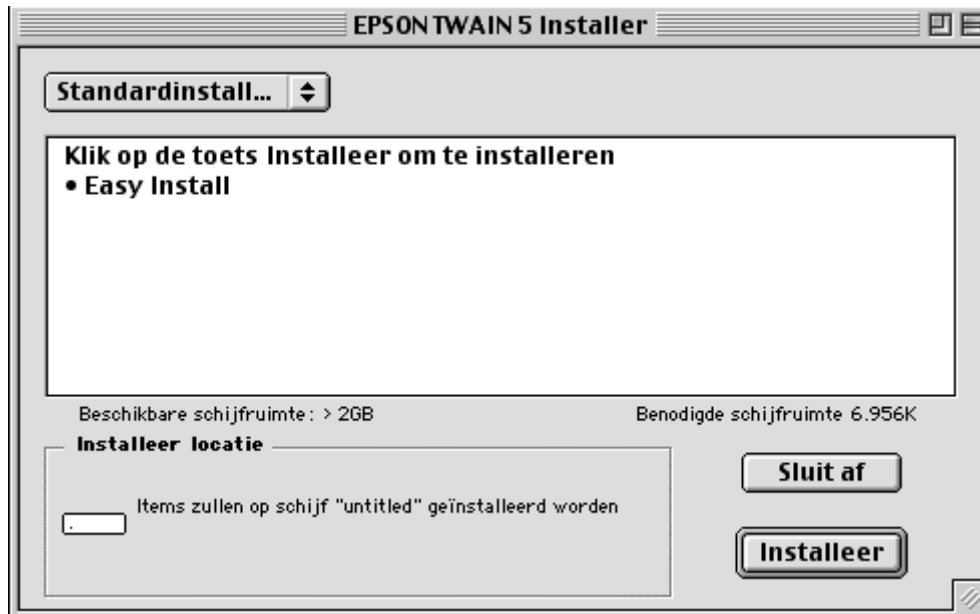 EPSON TWAIN 5 Installer
Standardinstall...
Klik op de toets Installeer om te installeren
• Easy Install
Beschikbare schijfruimte: > 2GB
Benodigde schijfruimte 6.956K
Installeer locatie
Items zullen op schijf "untitled" geïnstalleerd worden
Sluit af
Installeer